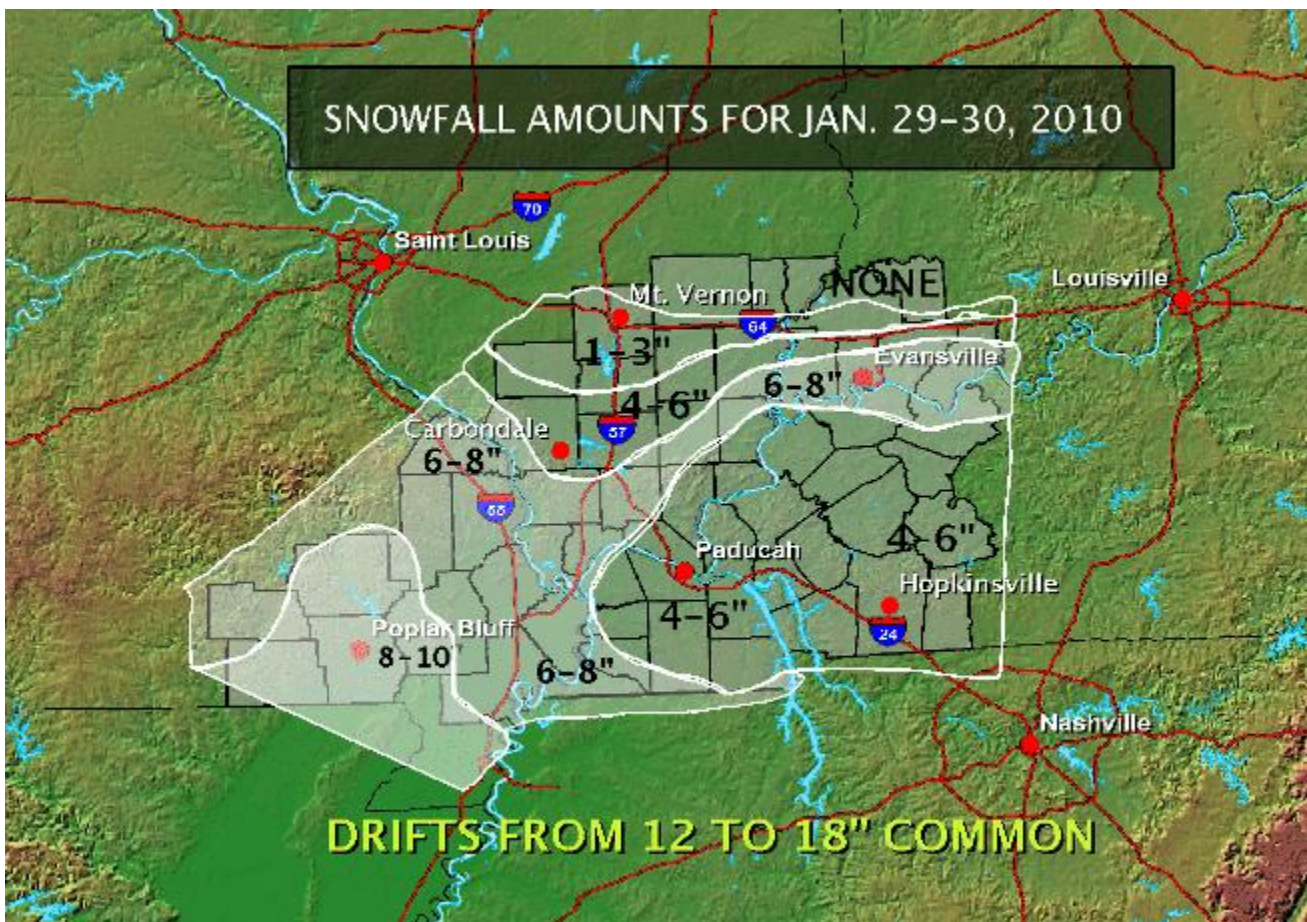 SNOWFALL AMOUNTS FOR JAN. 29-30, 2010
70
Saint Louis
NONE
Louisville
Mt. Vernon
64
1-3"
Evansville
6-8"
4-6"
57
Carbondale
6-8"
55
4-6"
Paducah
Hopkinsville
4-6"
24
Poplar Bluff
8-10"
6-8"
Nashville
DRIFTS FROM 12 TO 18" COMMON